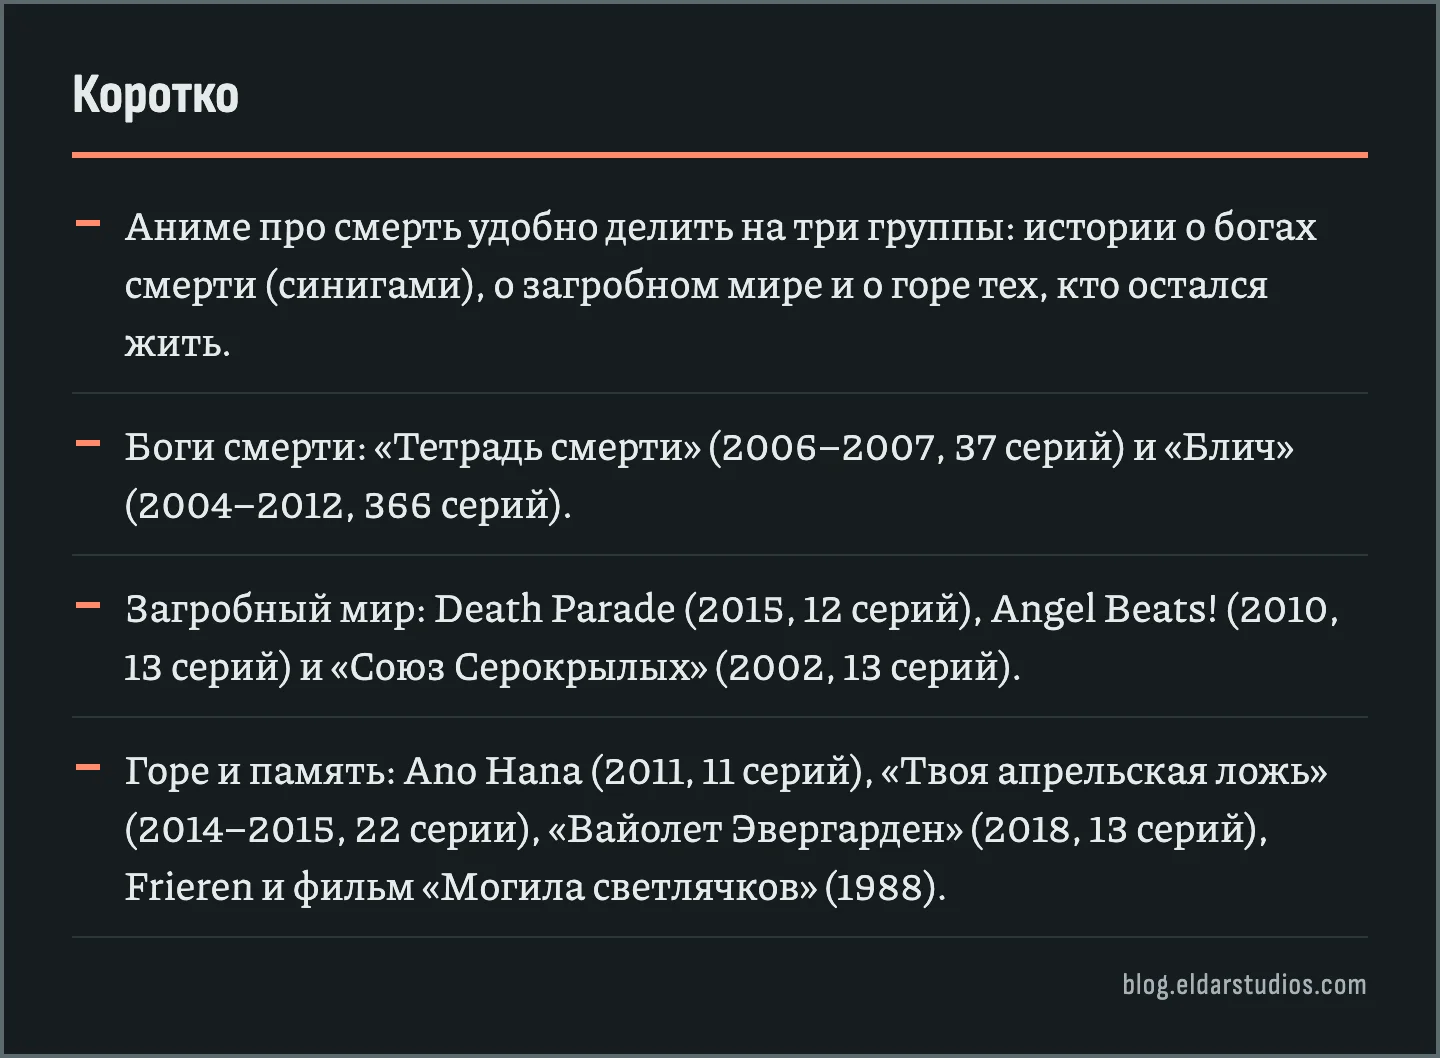 Коротко
Аниме про смерть удобно делить на три группы: истории о богах
смерти (синигами), о загробном мире и о горе тех, кто остался
жить.
Боги смерти: «Тетрадь смерти» (2006–2007, 37 серий) и «Блич»
(2004–2012, 366 серий).
Загробный мир: Death Parade (2015, 12 серий), Angel Beats! (2010,
13 серий) и «Союз Серокрылых» (2002, 13 серий).
Горе и память: Ano Hana (2011, 11 серий), «Твоя апрельская ложь»
(2014–2015, 22 серии), «Вайолет Эвергарден» (2018, 13 серий),
Frieren и фильм «Могила светлячков» (1988).
blog.eldarstudios.com